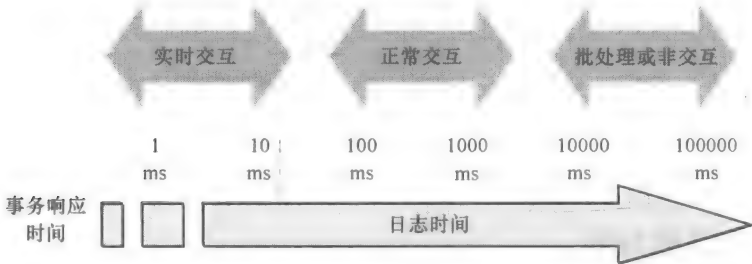 实时交互 正常交互 批处理或非交互
1 10 100 1000 10000 100000
ms ms ms ms ms ms
事务响应
时间
日志时间